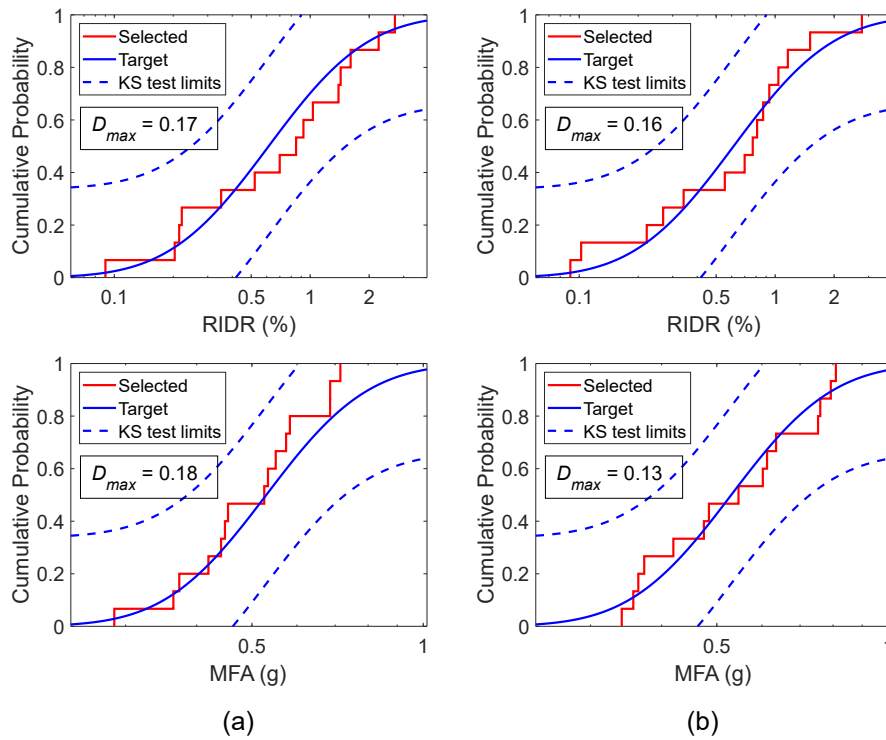 Cumulative Probability
1
0.8
0.6
0.4
0.2
0
Selected
Target
KS test limits
D_max = 0.17
0.1
0.5
1
2
RIDR (%)
Cumulative Probability
1
0.8
0.6
0.4
0.2
0
Selected
Target
KS test limits
D_max = 0.16
0.1
0.5
1
2
RIDR (%)
Cumulative Probability
1
0.8
0.6
0.4
0.2
0
Selected
Target
KS test limits
D_max = 0.18
0.5
1
MFA (g)
Cumulative Probability
1
0.8
0.6
0.4
0.2
0
Selected
Target
KS test limits
D_max = 0.13
0.5
1
MFA (g)
(a)
(b)